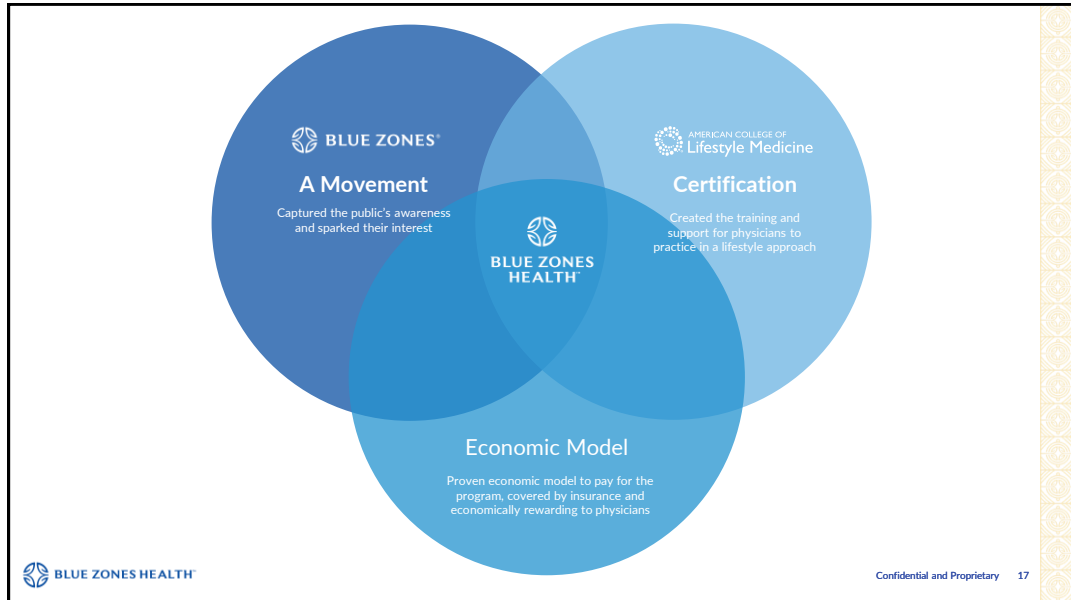 BLUE ZONES®
A Movement
Captured the public’s awareness
and sparked their interest
AMERICAN COLLEGE OF
Lifestyle Medicine
Certification
Created the training and
support for physicians to
practice in a lifestyle approach
BLUE ZONES
HEALTH™
Economic Model
Proven economic model to pay for the
program, covered by insurance and
economically rewarding to physicians
BLUE ZONES HEALTH™
Confidential and Proprietary 17